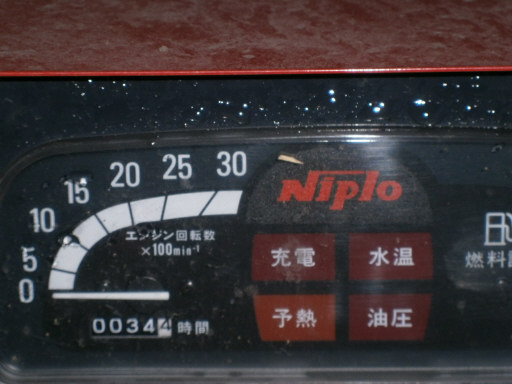 0 5 10 15 20 25 30
エンジン回転数
×100min⁻¹
00344 時間
Niplo
充電 水温
予熱 油圧
燃料